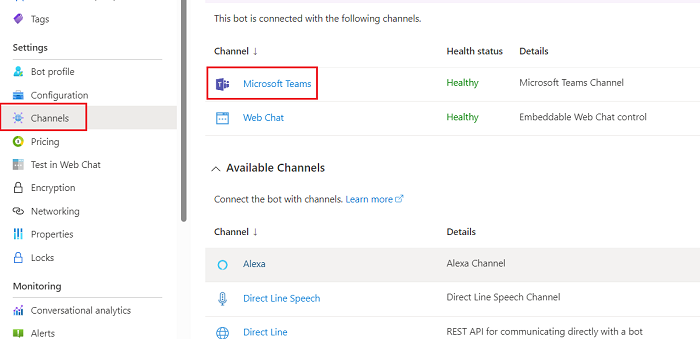 Tags
Settings
Bot profile
Configuration
Channels
Pricing
Test in Web Chat
Encryption
Networking
Properties
Locks
Monitoring
Conversational analytics
Alerts
This bot is connected with the following channels.
Channel ↓ Health status Details
Microsoft Teams Healthy Microsoft Teams Channel
Web Chat Healthy Embeddable Web Chat control
Available Channels
Connect the bot with channels. Learn more
Channel ↓ Details
Alexa Alexa Channel
Direct Line Speech Direct Line Speech Channel
Direct Line REST API for communicating directly with a bot